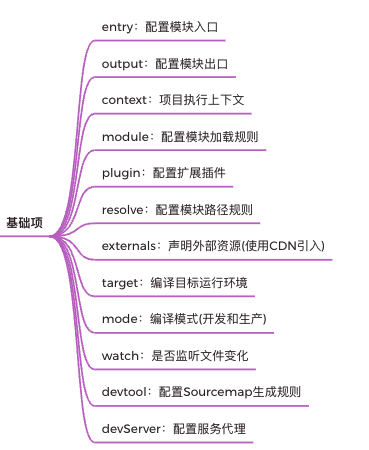 entry：配置模块入口
output：配置模块出口
context：项目执行上下文
module：配置模块加载规则
plugin：配置扩展插件
resolve：配置模块路径规则
基础项
externals：声明外部资源(使用CDN引入)
target：编译目标运行环境
mode：编译模式(开发和生产)
watch：是否监听文件变化
devtool：配置Sourcemap生成规则
devServer：配置服务代理